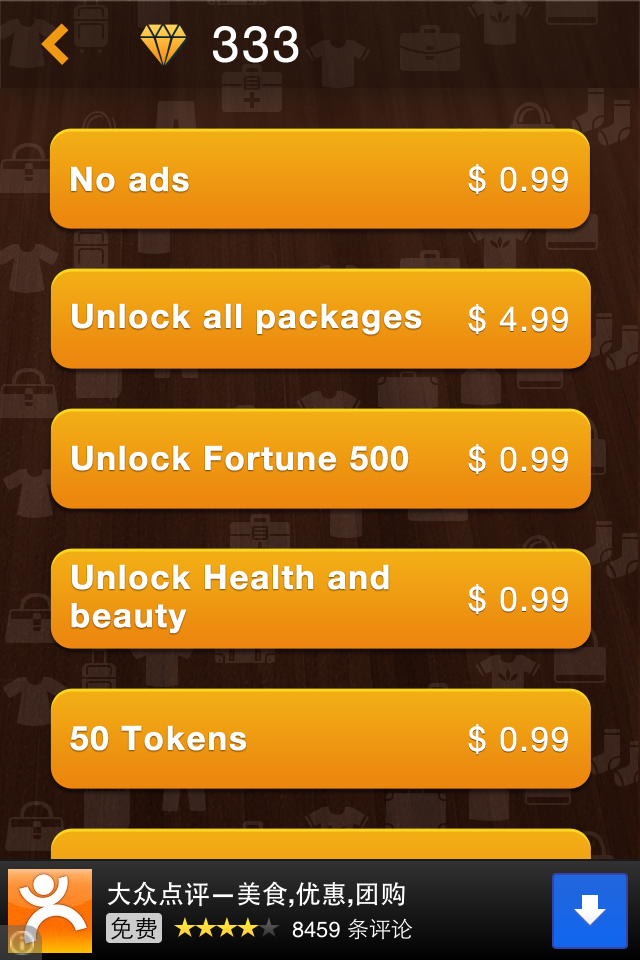 333
No ads $ 0.99
Unlock all packages $ 4.99
Unlock Fortune 500 $ 0.99
Unlock Health and
beauty $ 0.99
50 Tokens $ 0.99
大众点评—美食,优惠,团购
免费 8459 条评论